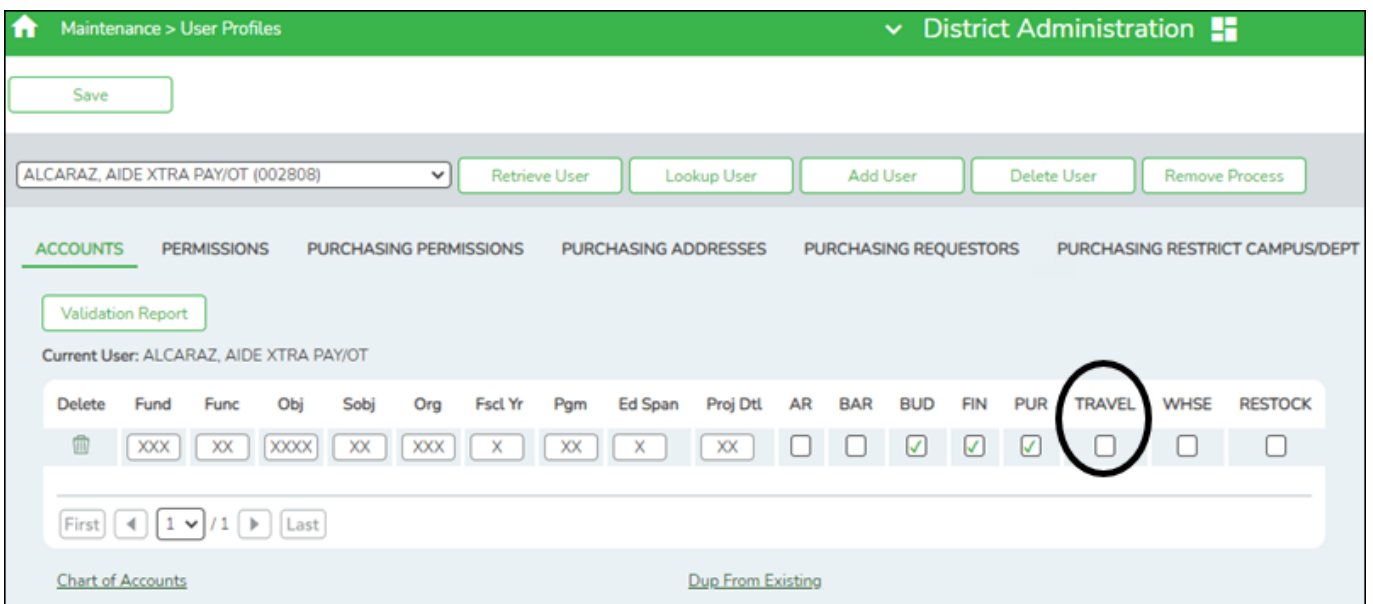 Maintenance > User Profiles District Administration
Save
ALCARAZ, AIDE XTRA PAY/OT (002808) Retrieve User Lookup User Add User Delete User Remove Process
ACCOUNTS PERMISSIONS PURCHASING PERMISSIONS PURCHASING ADDRESSES PURCHASING REQUESTORS PURCHASING RESTRICT CAMPUS/DEPT
Validation Report
Current User: ALCARAZ, AIDE XTRA PAY/OT
Delete Fund Func Obj Sobj Org Fscl Yr Pgm Ed Span Proj Dtl AR BAR BUD FIN PUR TRAVEL WHSE RESTOCK
XXX XX XXXX XX XXX X XX X XX
First 1 / 1 Last
Chart of Accounts Dup From Existing